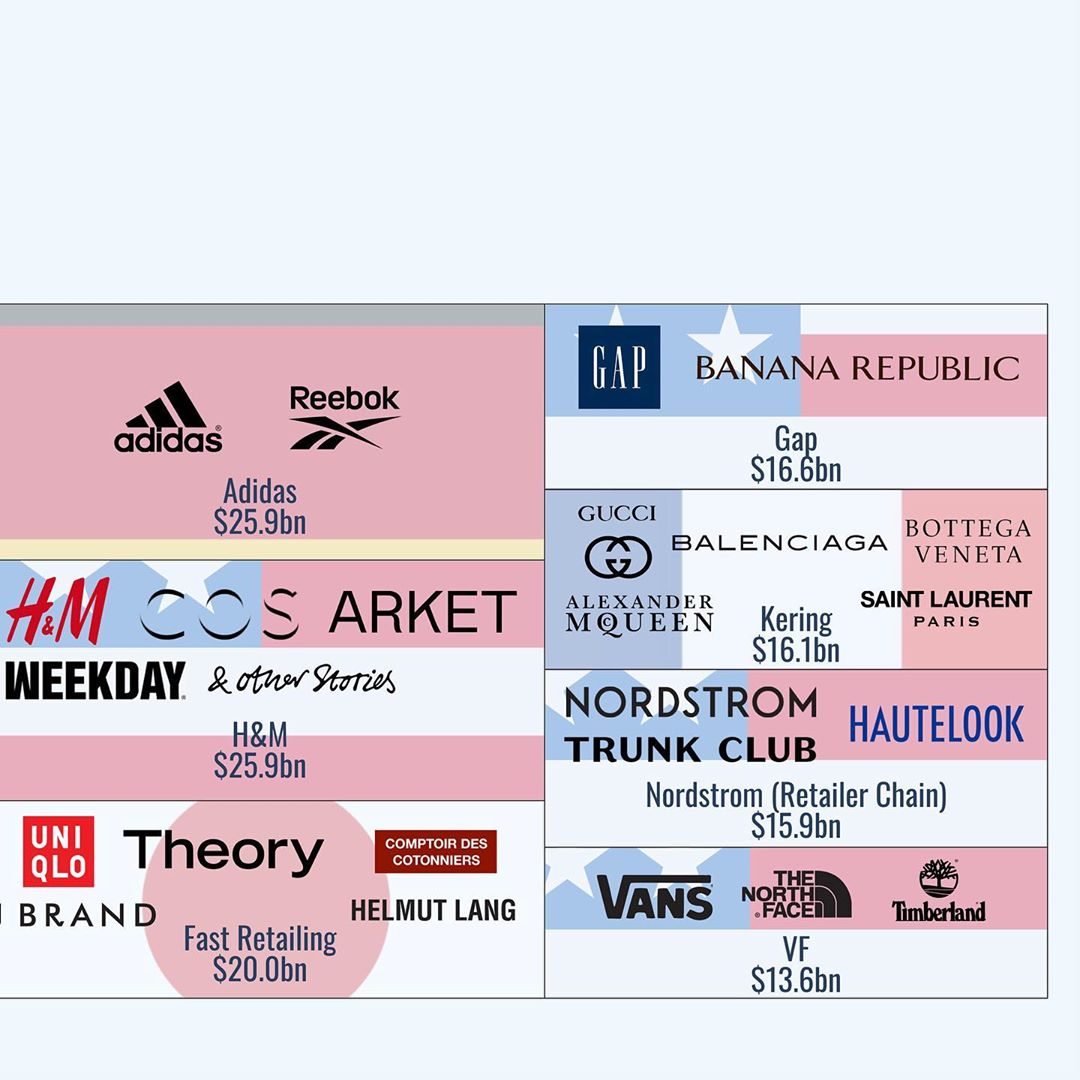 adidas®
Reebok
Adidas
$25.9bn
H&M COS ARKET
WEEKDAY. & other Stories
H&M
$25.9bn
UNI
QLO
Theory
COMPTOIR DES
COTONNIERS
BRAND
HELMUT LANG
Fast Retailing
$20.0bn
GAP BANANA REPUBLIC
Gap
$16.6bn
GUCCI
BALENCIAGA
BOTTEGA
VENETA
ALEXANDER
McQUEEN
SAINT LAURENT
PARIS
Kering
$16.1bn
NORDSTROM
TRUNK CLUB
HAUTELOOK
Nordstrom (Retailer Chain)
$15.9bn
VANS
THE
NORTH
FACE
Timberland
VF
$13.6bn